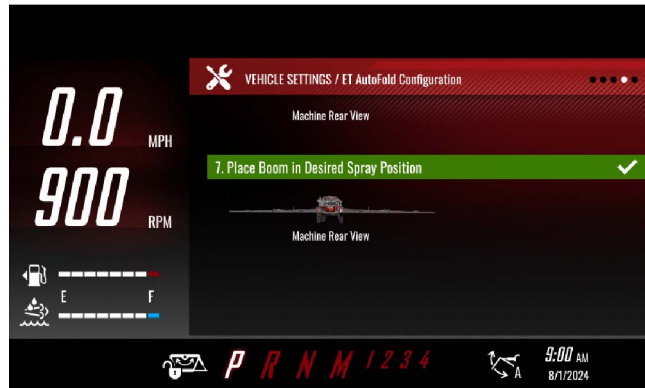 VEHICLE SETTINGS / ET AutoFold Configuration
Machine Rear View
0.0 MPH
7. Place Boom in Desired Spray Position
900 RPM
Machine Rear View
E F
P R N M 1 2 3 4
A
9:00 AM
8/1/2024